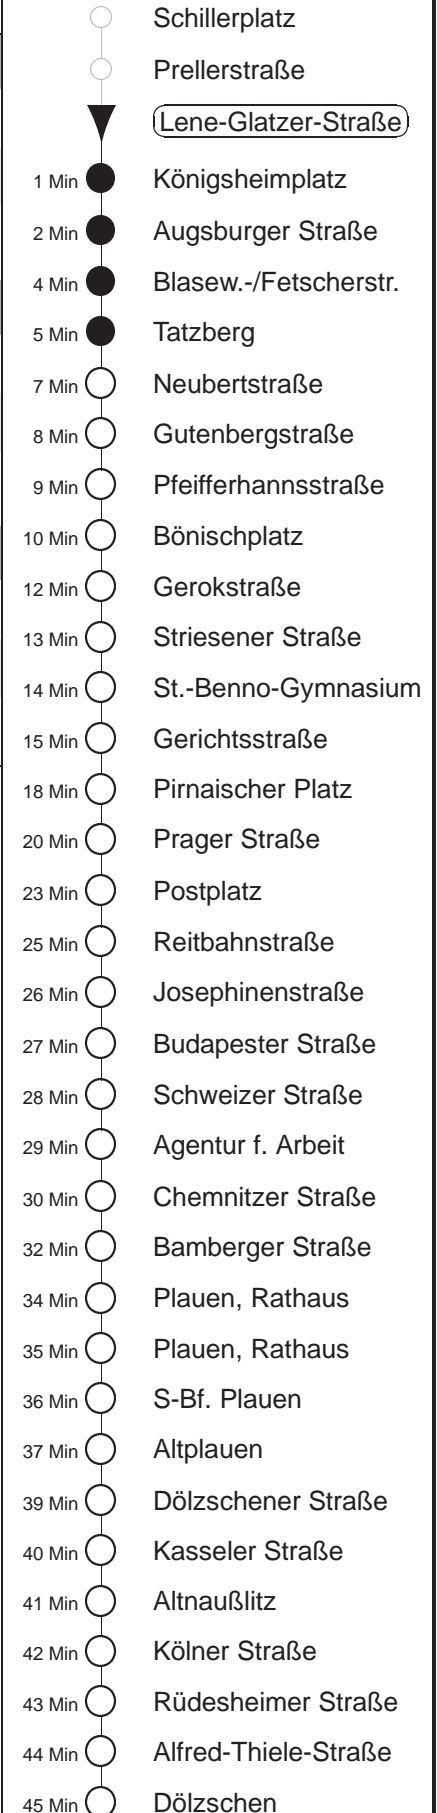 Schillerplatz
Prellerstraße
Lene-Glatzer-Straße
1 Min Königsheimplatz
2 Min Augsburger Straße
4 Min Blasew.-/Fetscherstr.
5 Min Tatzberg
7 Min Neubertstraße
8 Min Gutenbergstraße
9 Min Pfeifferhannsstraße
10 Min Bönischplatz
12 Min Gerokstraße
13 Min Striesener Straße
14 Min St.-Benno-Gymnasium
15 Min Gerichtsstraße
18 Min Pirnaischer Platz
20 Min Prager Straße
23 Min Postplatz
25 Min Reitbahnstraße
26 Min Josephinenstraße
27 Min Budapester Straße
28 Min Schweizer Straße
29 Min Agentur f. Arbeit
30 Min Chemnitzer Straße
32 Min Bamberger Straße
34 Min Plauen, Rathaus
35 Min Plauen, Rathaus
36 Min S-Bf. Plauen
37 Min Altplauen
39 Min Dölzschener Straße
40 Min Kasseler Straße
41 Min Altnaußlitz
42 Min Kölner Straße
43 Min Rüdesheimer Straße
44 Min Alfred-Thiele-Straße
45 Min Dölzschen